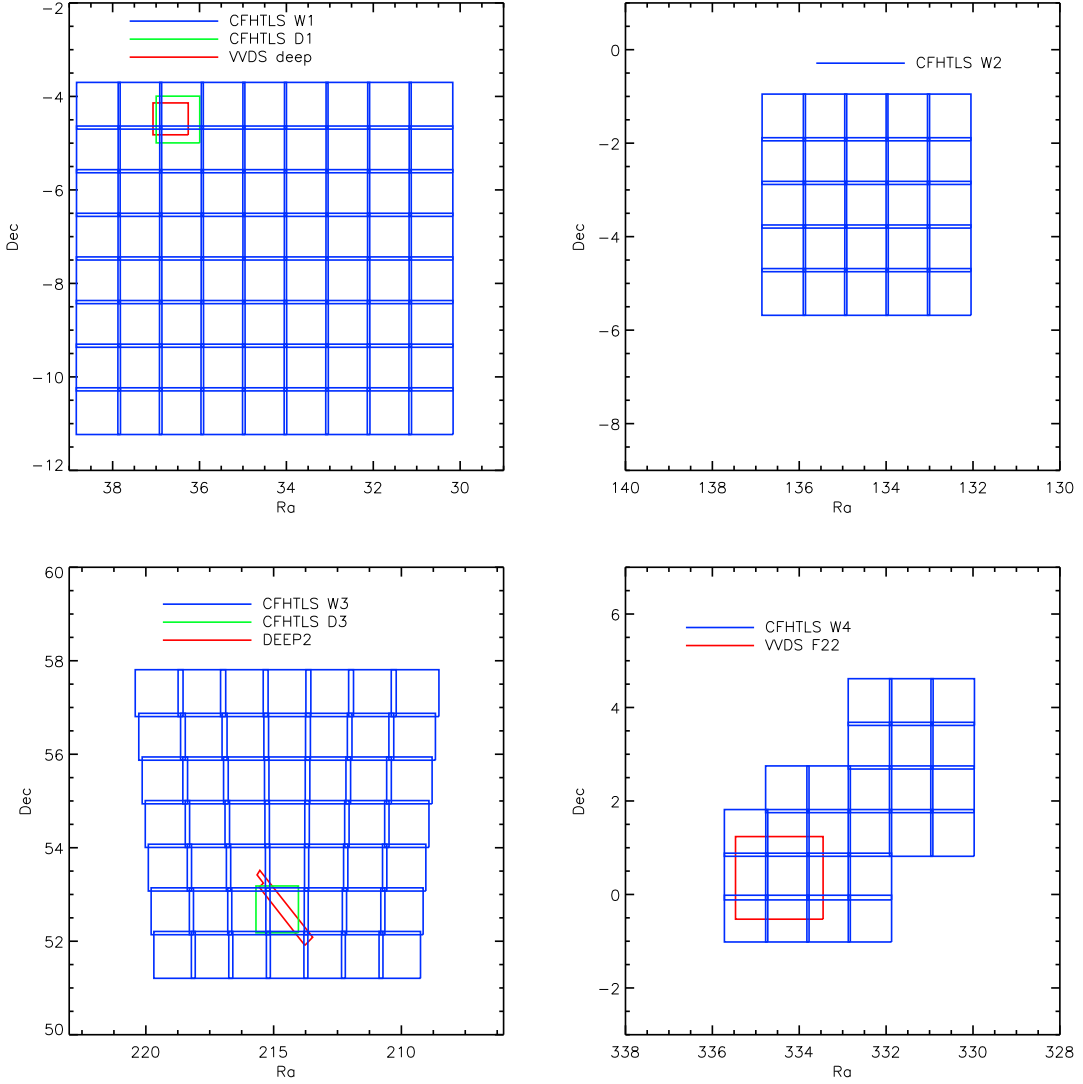 −2
CFHTLS W1
CFHTLS D1
VVDS deep
−4
−6
Dec
−8
−10
−12
38 36 34 32 30
Ra
0
CFHTLS W2
−2
Dec
−4
−6
−8
140 138 136 134 132 130
Ra
60
CFHTLS W3
CFHTLS D3
DEEP2
58
56
Dec
54
52
50
220 215 210
Ra
6
CFHTLS W4
VVDS F22
4
2
Dec
0
−2
338 336 334 332 330 328
Ra